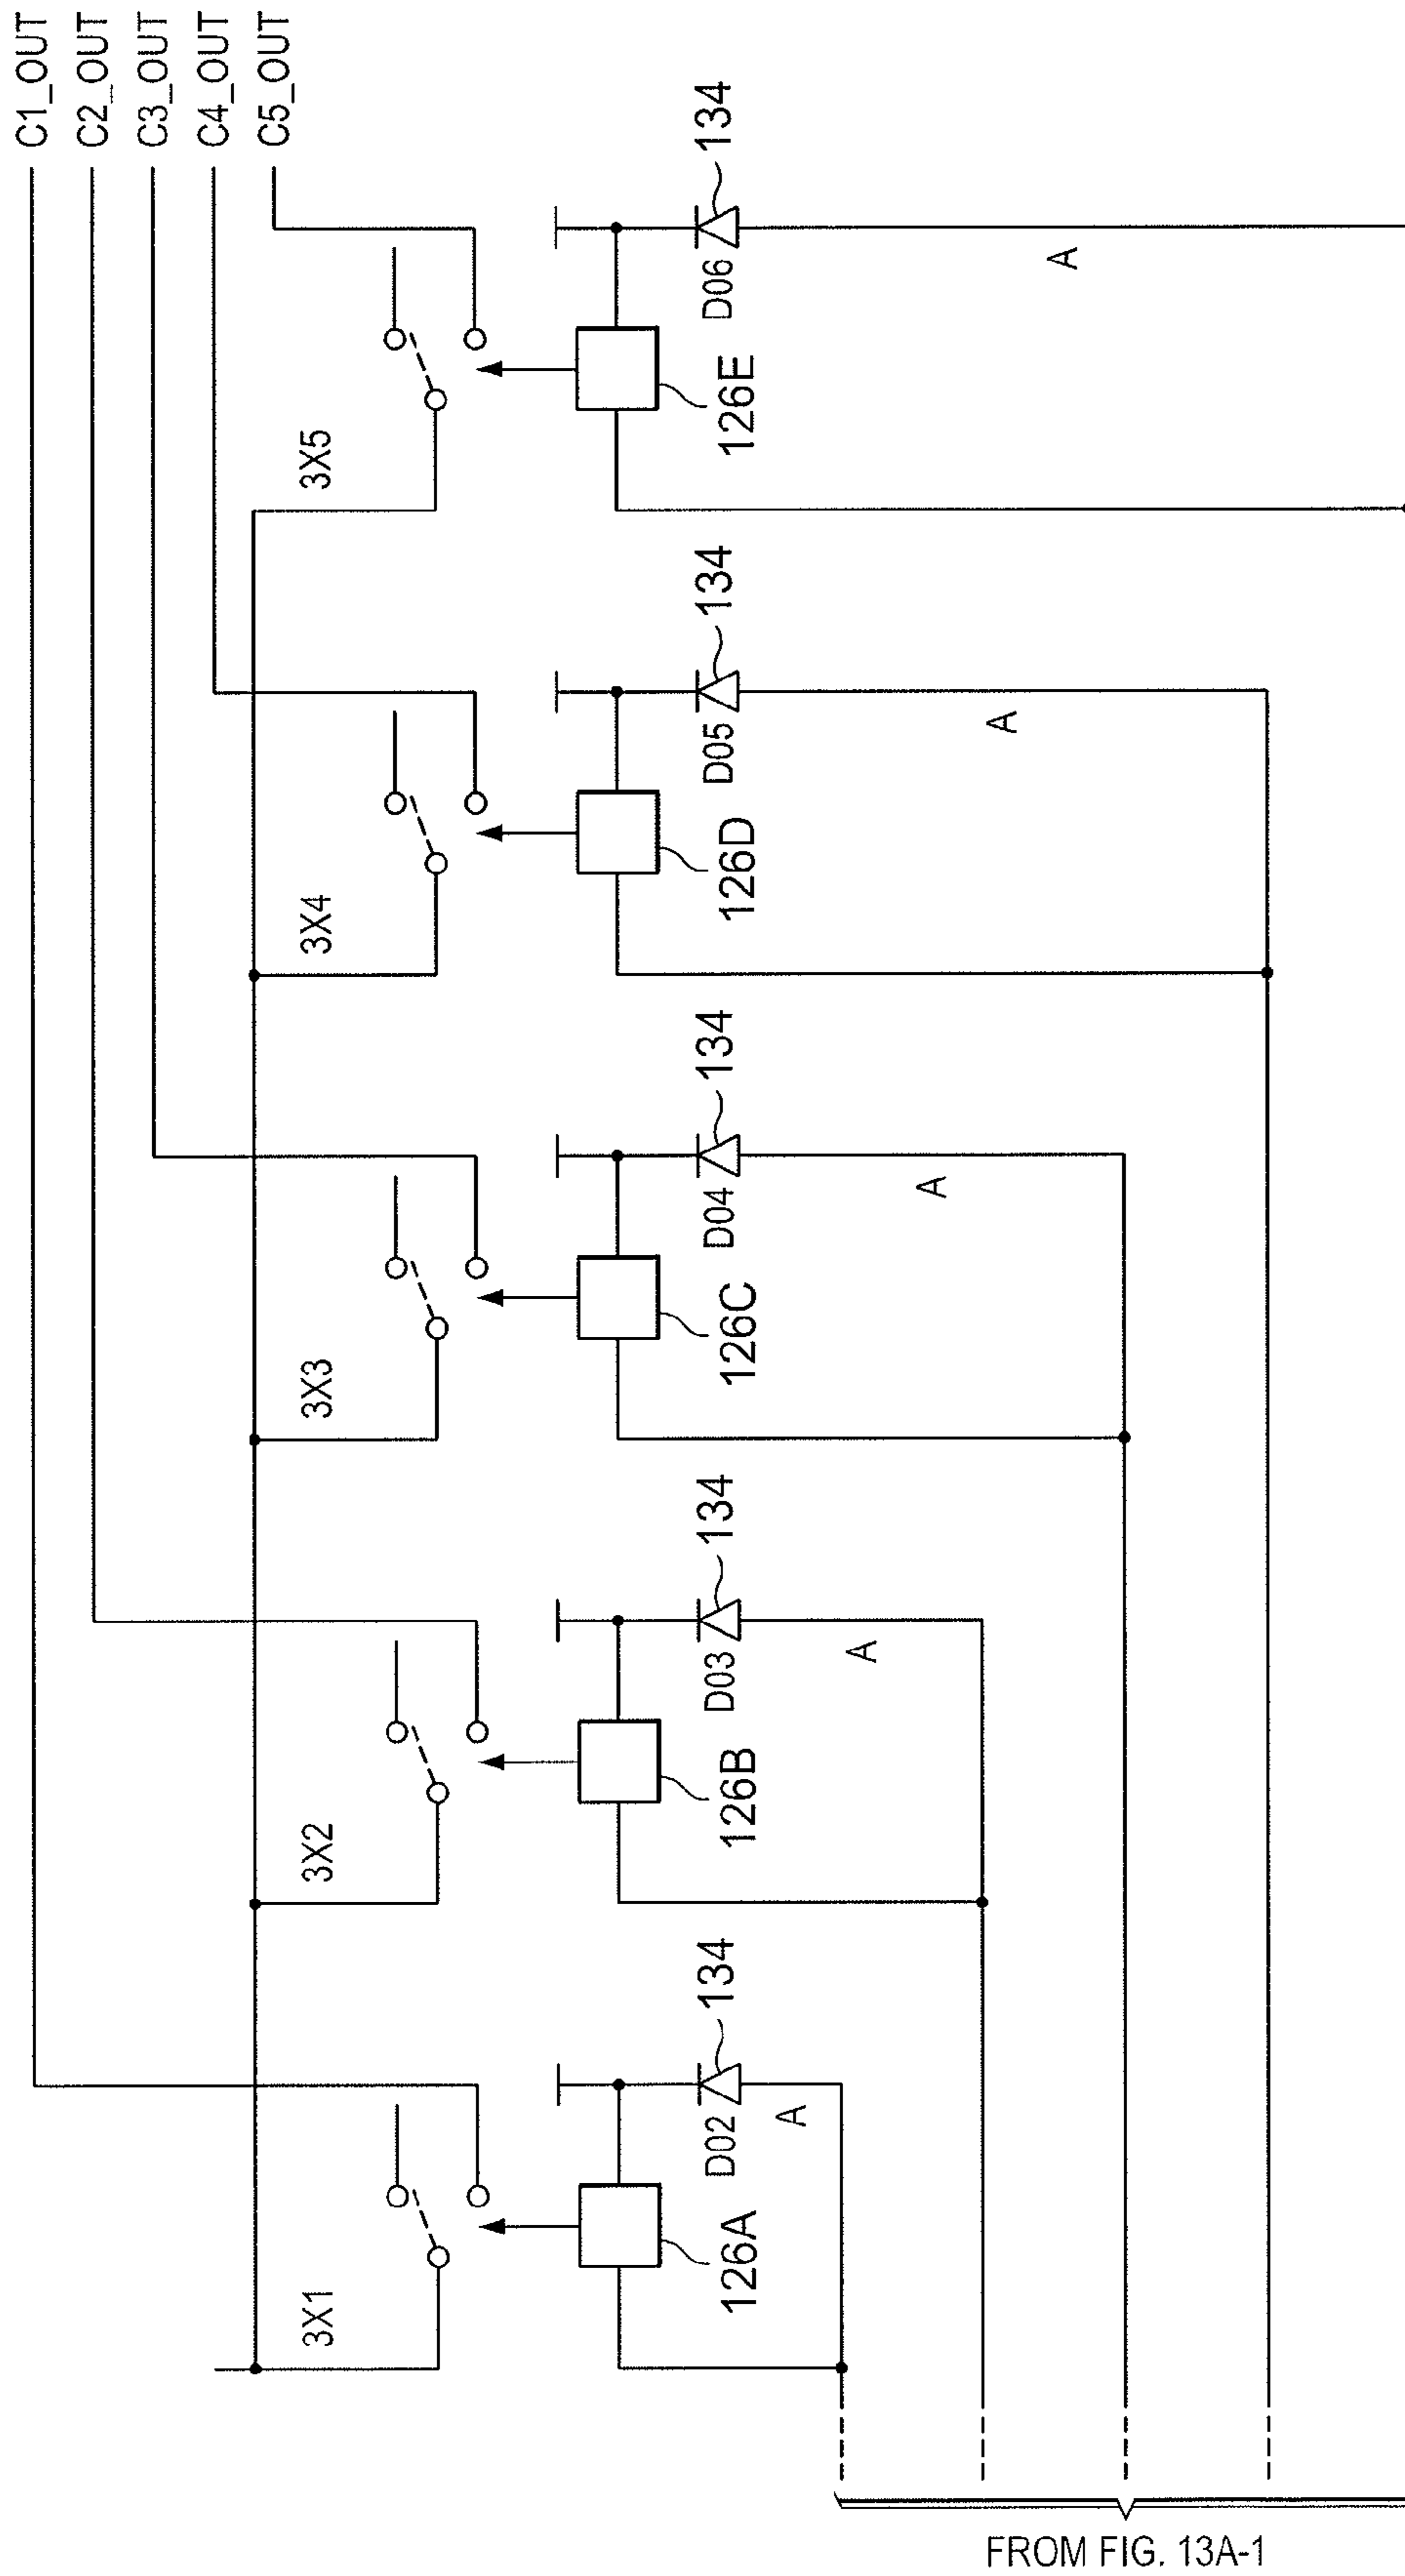 C1_OUT
C2_OUT
C3_OUT
C4_OUT
C5_OUT
3X1
3X2
3X3
3X4
3X5
126A
D02
134
A
126B
D03
134
A
126C
D04
134
A
126D
D05
134
A
126E
D06
134
A
FROM FIG. 13A-1